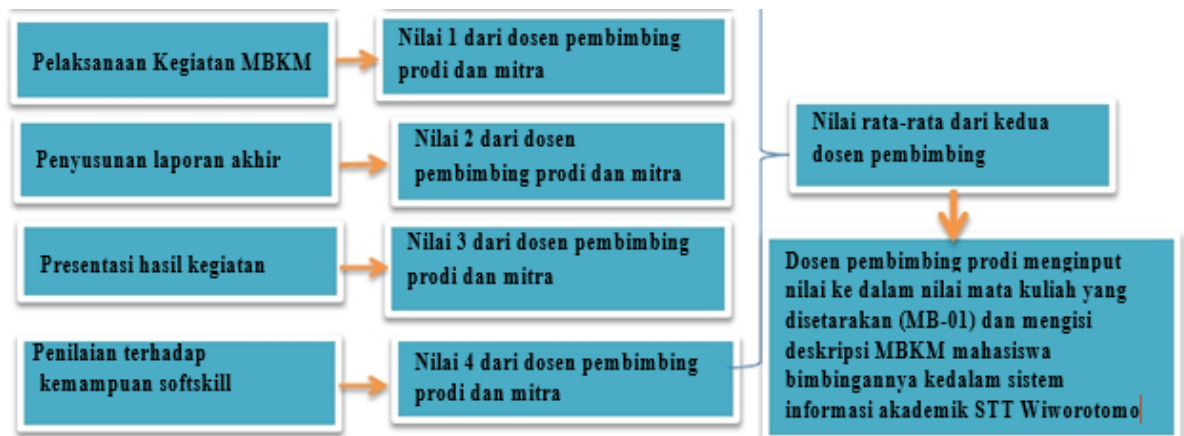 Pelaksanaan Kegiatan MBKM
Nilai 1 dari dosen pembimbing
prodi dan mitra
Penyusunan laporan akhir
Nilai 2 dari dosen
pembimbing prodi dan mitra
Presentasi hasil kegiatan
Nilai 3 dari dosen pembimbing
prodi dan mitra
Penilaian terhadap
kemampuan softskill
Nilai 4 dari dosen pembimbing
prodi dan mitra
Nilai rata-rata dari kedua
dosen pembimbing
Dosen pembimbing prodi menginput
nilai ke dalam nilai mata kuliah yang
disetarakan (MB-01) dan mengisi
deskripsi MBKM mahasiswa
bimbingannya kedalam sistem
informasi akademik STT Wiworotomo